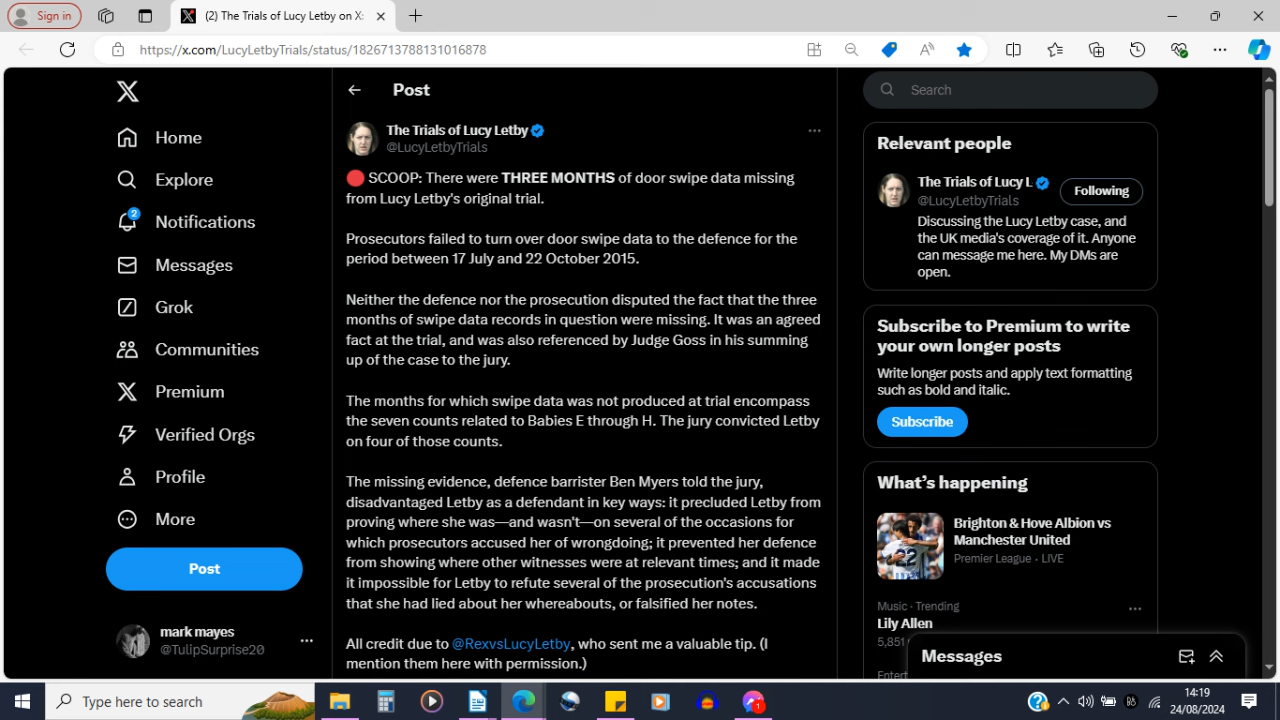 Sign in
(2) The Trials of Lucy Letby on X:
https://x.com/LucyLetbyTrials/status/1826713788131016878
Home
Explore
2
Notifications
Messages
Grok
Communities
Premium
Verified Orgs
Profile
More
Post
mark mayes
@TulipSurprise20
Post
The Trials of Lucy Letby
@LucyLetbyTrials
SCOOP: There were THREE MONTHS of door swipe data missing
from Lucy Letby's original trial.
Prosecutors failed to turn over door swipe data to the defence for the
period between 17 July and 22 October 2015.
Neither the defence nor the prosecution disputed the fact that the three
months of swipe data records in question were missing. It was an agreed
fact at the trial, and was also referenced by Judge Goss in his summing
up of the case to the jury.
The months for which swipe data was not produced at trial encompass
the seven counts related to Babies E through H. The jury convicted Letby
on four of those counts.
The missing evidence, defence barrister Ben Myers told the jury,
disadvantaged Letby as a defendant in key ways: it precluded Letby from
proving where she was—and wasn't—on several of the occasions for
which prosecutors accused her of wrongdoing; it prevented her defence
from showing where other witnesses were at relevant times; and it made
it impossible for Letby to refute several of the prosecution's accusations
that she had lied about her whereabouts, or falsified her notes.
All credit due to @RexvsLucyLetby, who sent me a valuable tip. (I
mention them here with permission.)
Search
Relevant people
The Trials of Lucy L
@LucyLetbyTrials
Following
Discussing the Lucy Letby case, and
the UK media's coverage of it. Anyone
can message me here. My DMs are
open.
Subscribe to Premium to write
your own longer posts
Write longer posts and apply text formatting
such as bold and italic.
Subscribe
What's happening
Brighton & Hove Albion vs
Manchester United
Premier League · LIVE
Music · Trending
Lily Allen
5,851
Entert
Messages
Type here to search
1
14:19
24/08/2024